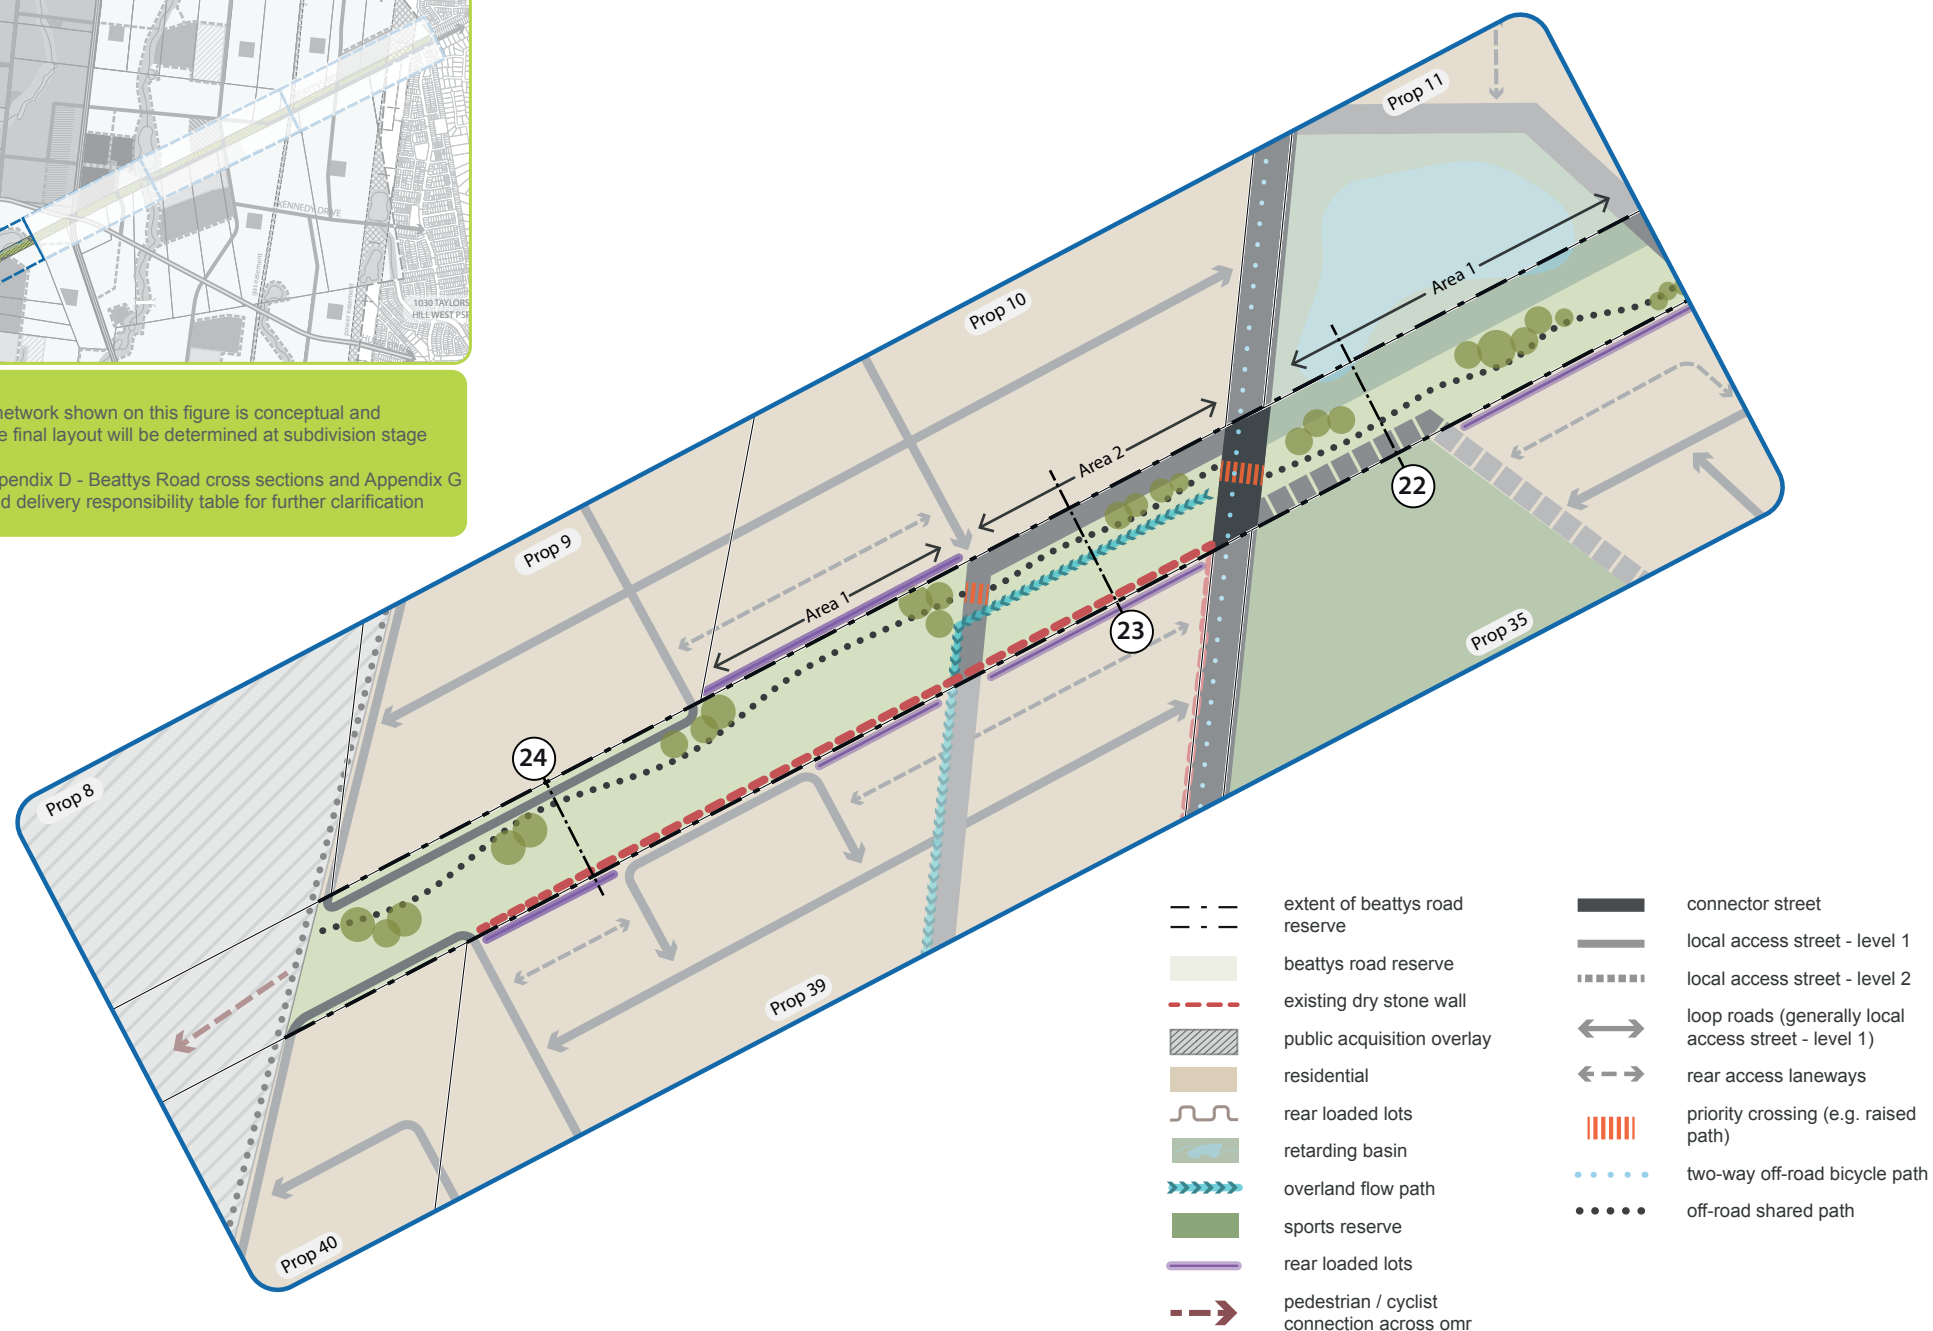 KENNEDY DRIVE
1030 TAYLORS
HILL WEST PSP
network shown on this figure is conceptual and
e final layout will be determined at subdivision stage
pendix D - Beattys Road cross sections and Appendix G
d delivery responsibility table for further clarification
Prop 11
Prop 10
Prop 9
Prop 8
Prop 35
Prop 39
Prop 40
Area 1
Area 2
Area 1
22
23
24
extent of beattys road
reserve
beattys road reserve
existing dry stone wall
public acquisition overlay
residential
rear loaded lots
retarding basin
overland flow path
sports reserve
rear loaded lots
pedestrian / cyclist
connection across omr
connector street
local access street - level 1
local access street - level 2
loop roads (generally local
access street - level 1)
rear access laneways
priority crossing (e.g. raised
path)
two-way off-road bicycle path
off-road shared path